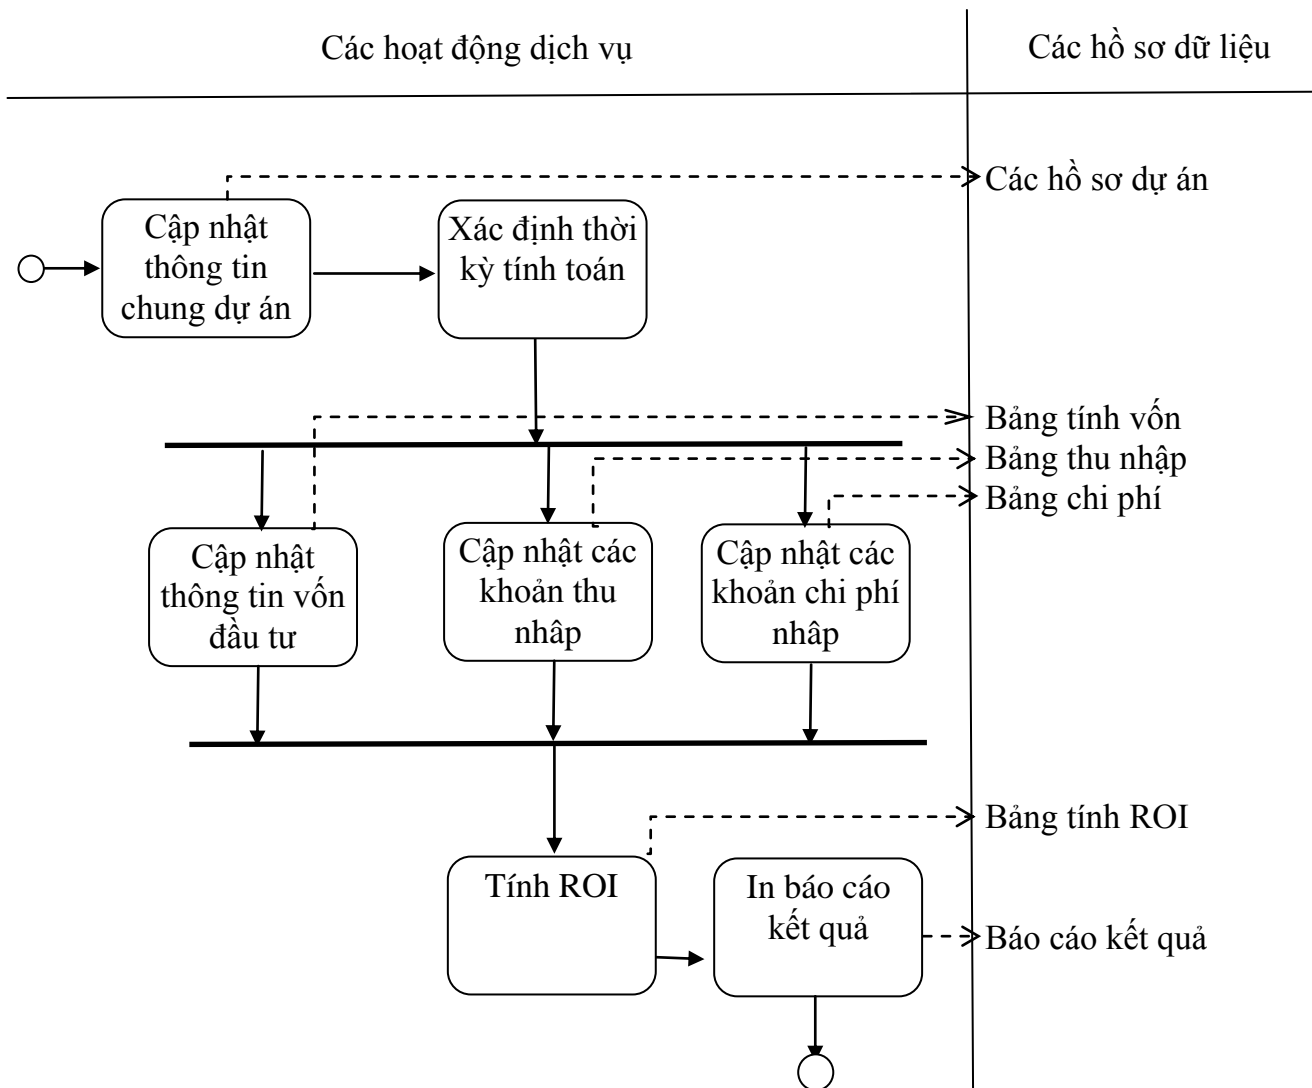 Các hoạt động dịch vụ
Các hồ sơ dữ liệu
Các hồ sơ dự án
Cập nhật
thông tin
chung dự án
Xác định thời
kỳ tính toán
Bảng tính vốn
Bảng thu nhập
Bảng chi phí
Cập nhật
thông tin vốn
đầu tư
Cập nhật các
khoản thu
nhâp
Cập nhật các
khoản chi phí
nhâp
Bảng tính ROI
Tính ROI
In báo cáo
kết quả
Báo cáo kết quả